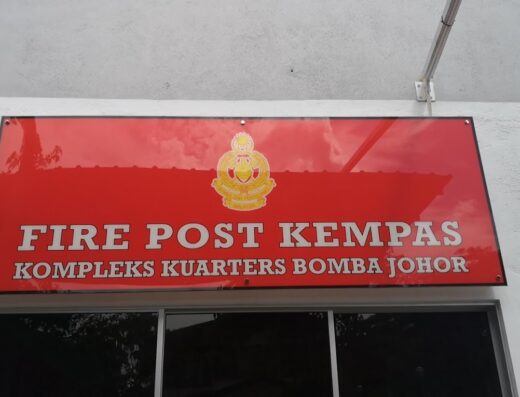 FIRE POST KEMPAS
KOMPLEKS KUARTERS BOMBA JOHOR